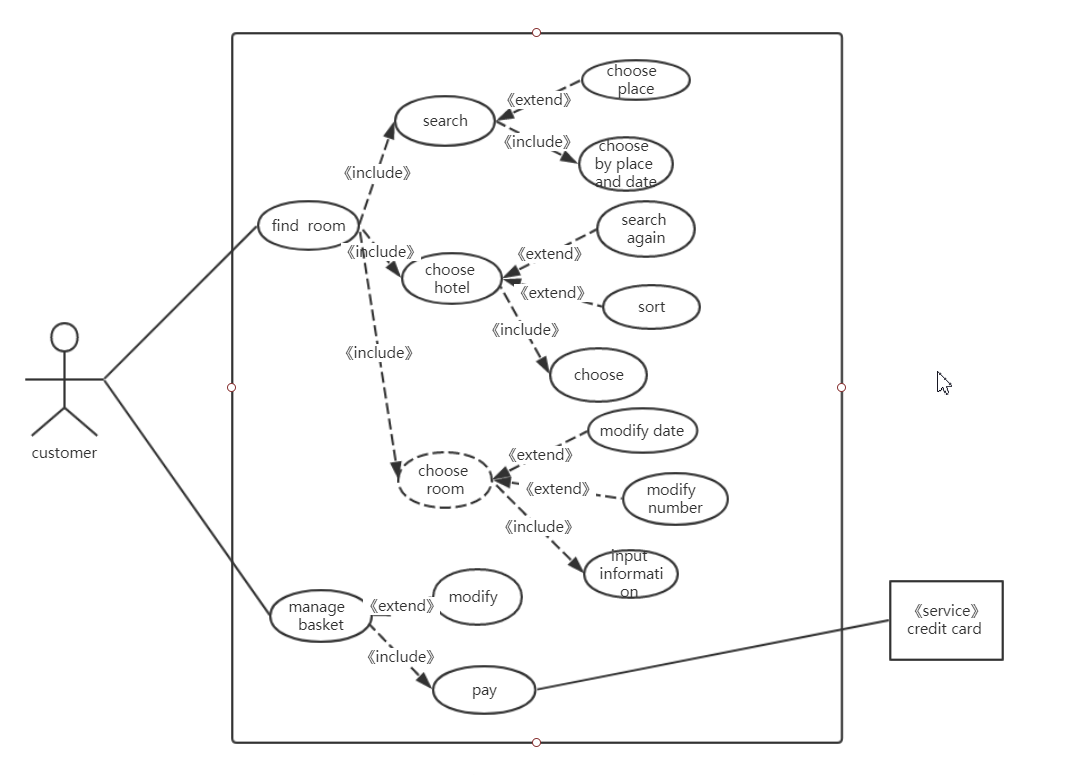 choose
place
《extend》
search
《include》
choose
by place
and date
《include》
search
again
find  room
《include》
《extend》
choose
hotel
《extend》
sort
《include》
《include》
choose
customer
modify date
《extend》
choose
room
《extend》
modify
number
《include》
input
informati
on
modify
manage
basket
《extend》
《service》
credit card
《include》
pay